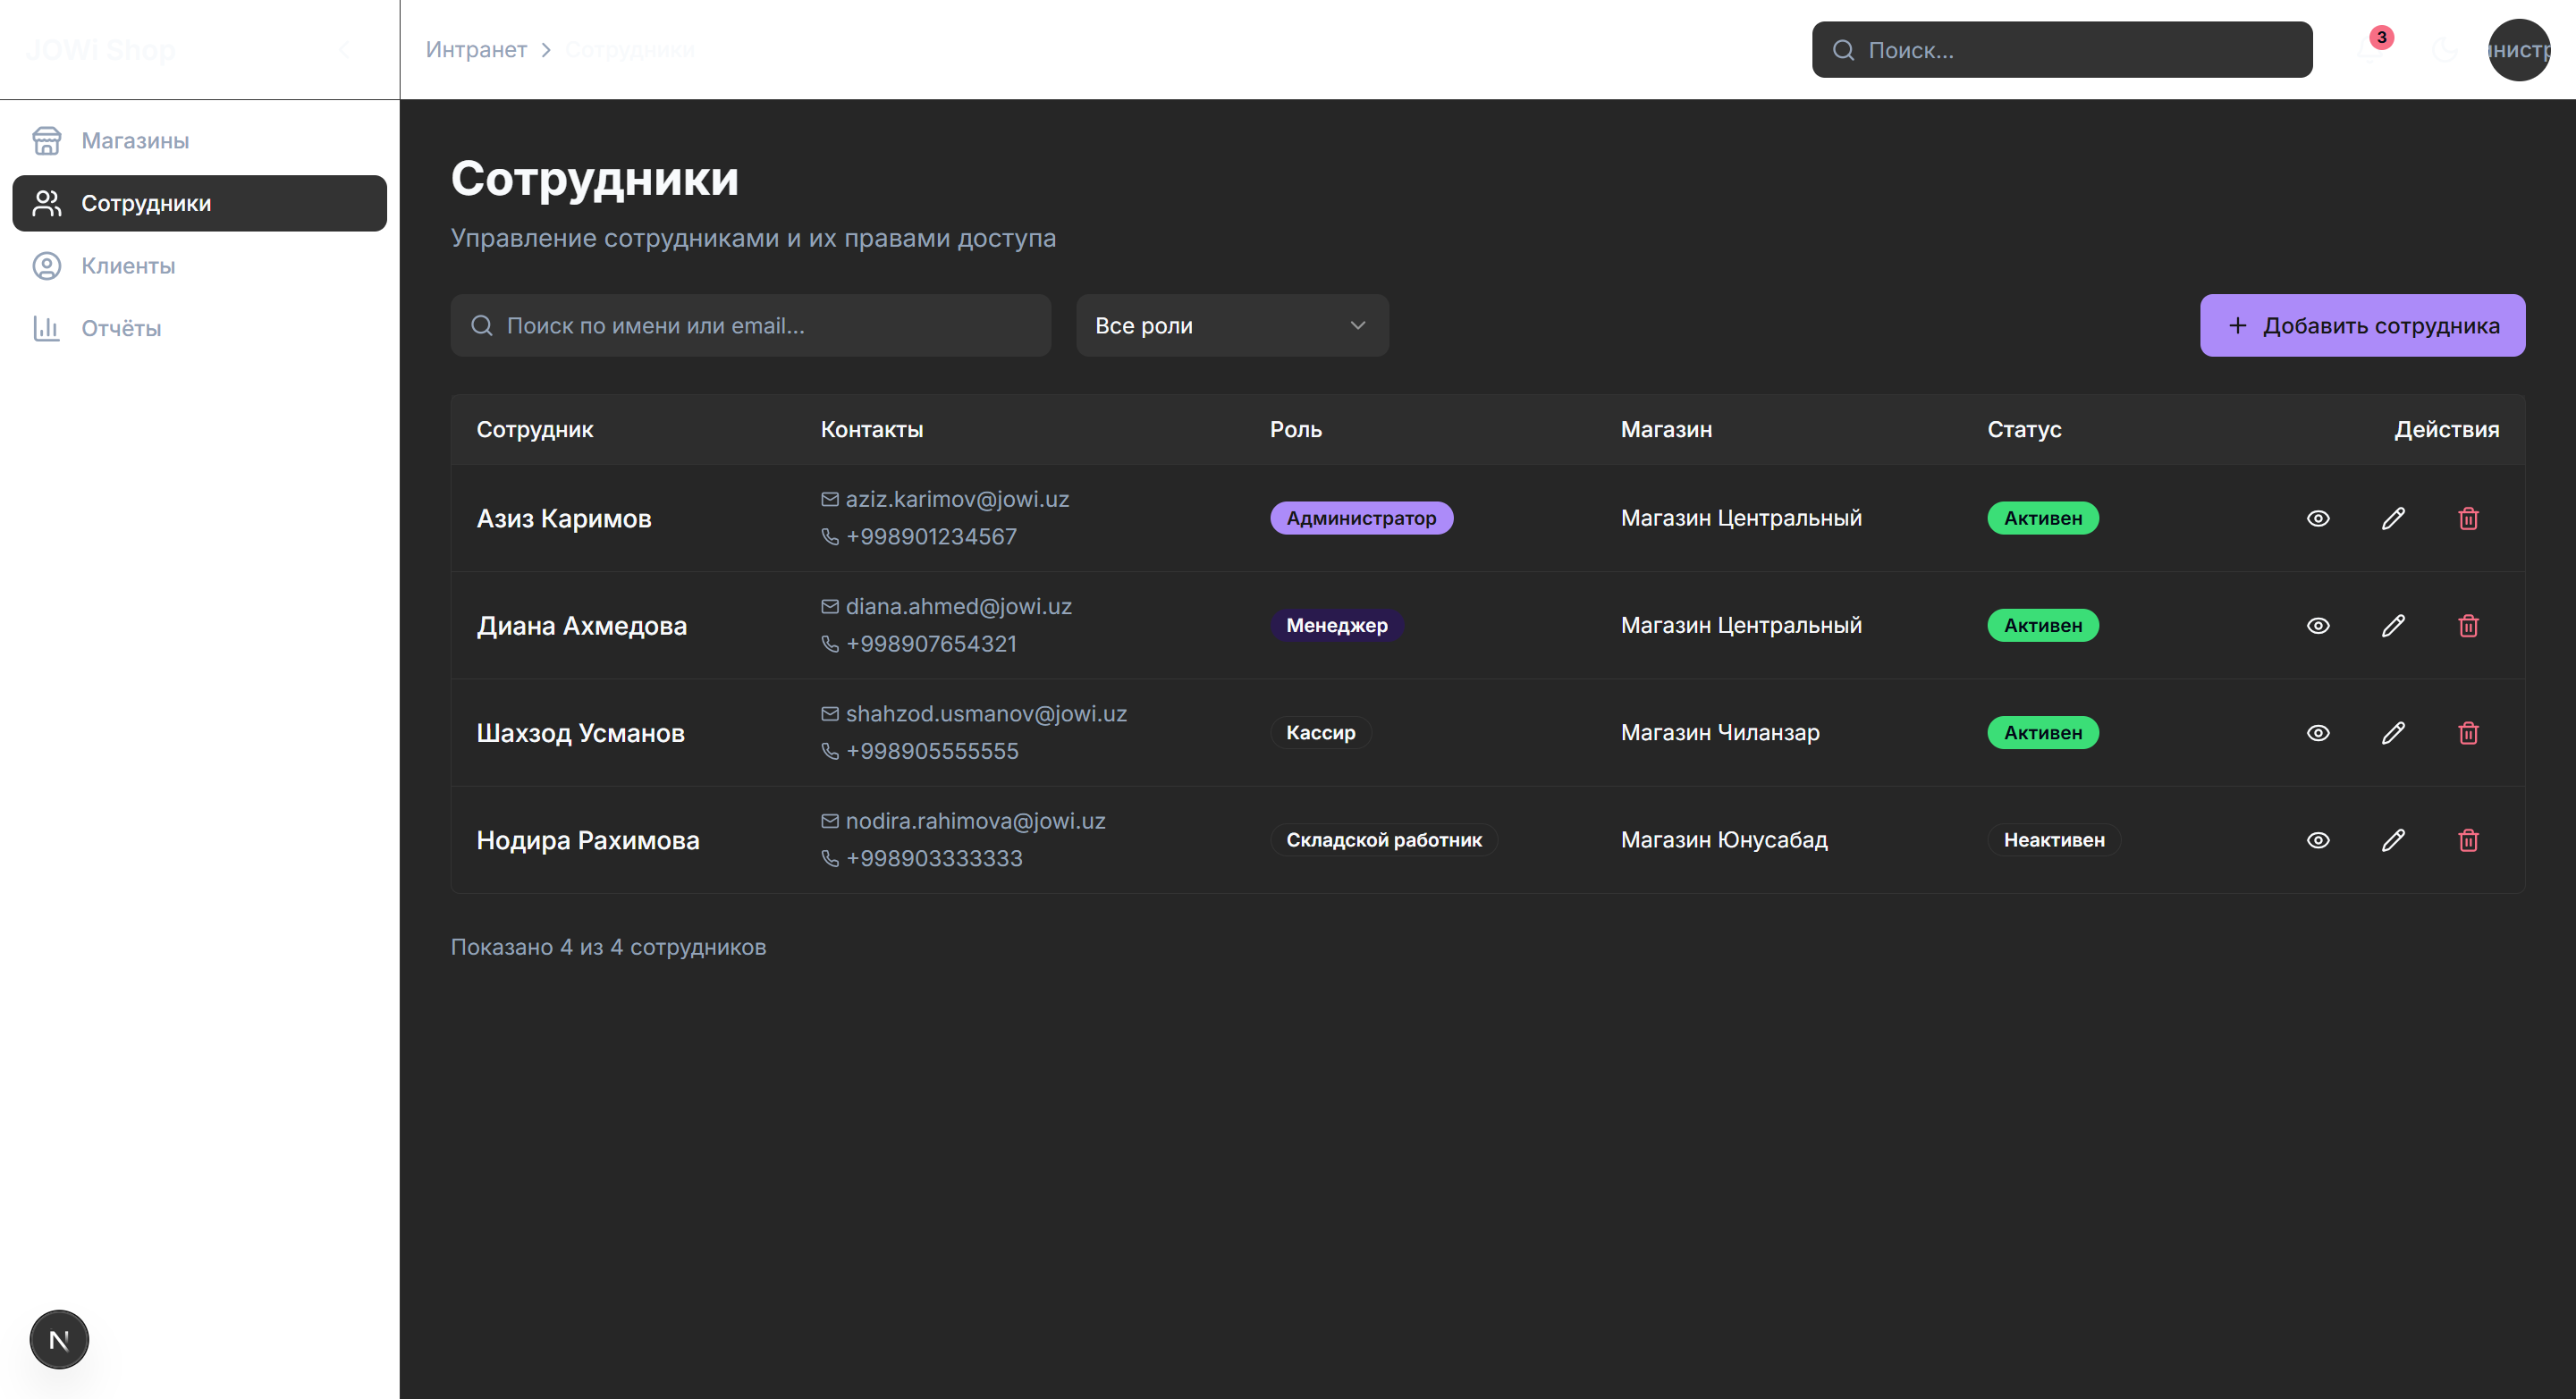 JOWi Shop
Интранет > Сотрудники
Поиск...
3
Магазины
Сотрудники
Клиенты
Отчёты
Сотрудники
Управление сотрудниками и их правами доступа
Поиск по имени или email...
Все роли
+ Добавить сотрудника
Сотрудник Контакты Роль Магазин Статус Действия
Азиз Каримов aziz.karimov@jowi.uz +998901234567 Администратор Магазин Центральный Активен
Диана Ахмедова diana.ahmed@jowi.uz +998907654321 Менеджер Магазин Центральный Активен
Шахзод Усманов shahzod.usmanov@jowi.uz +998905555555 Кассир Магазин Чиланзар Активен
Нодира Рахимова nodira.rahimova@jowi.uz +998903333333 Складской работник Магазин Юнусабад Неактивен
Показано 4 из 4 сотрудников
N